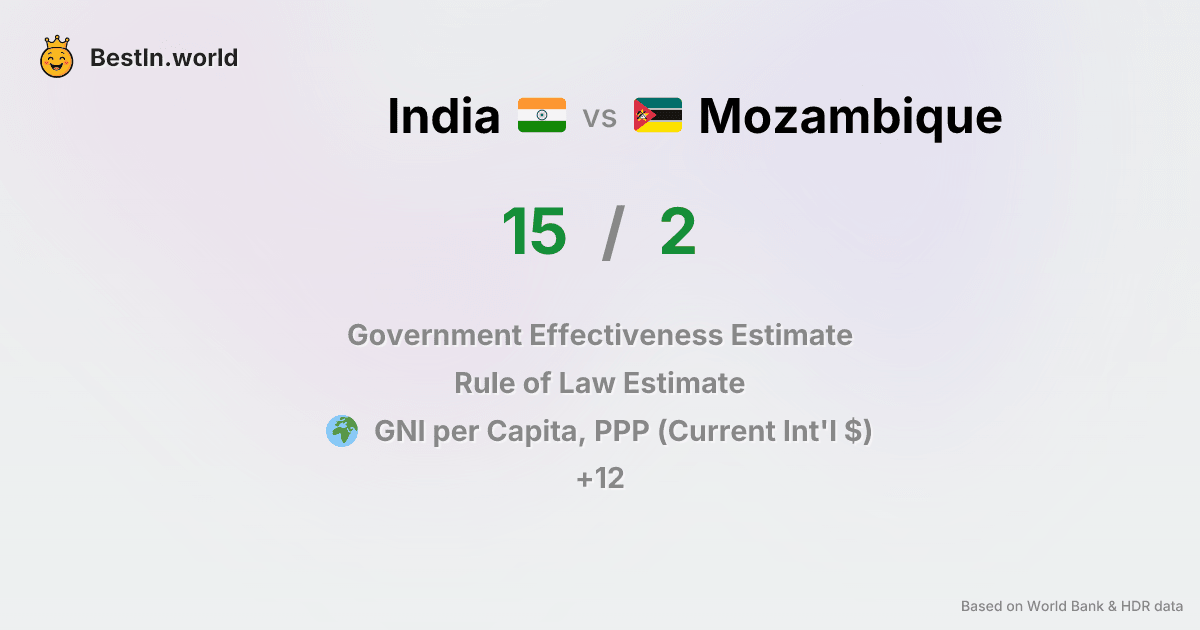 BestIn.world
India vs Mozambique
15 / 2
Government Effectiveness Estimate
Rule of Law Estimate
GNI per Capita, PPP (Current Int'l $)
+12
Based on World Bank & HDR data